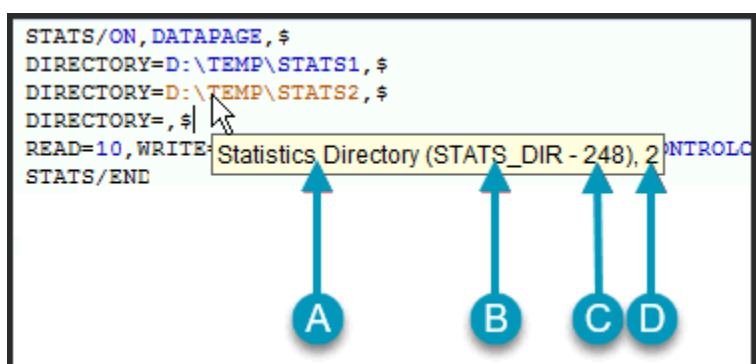 STATS/ON,DATAPAGE,$
DIRECTORY=D:\TEMP\STATS1,$
DIRECTORY=D:\TEMP\STATS2,$
DIRECTORY=,$
READ=10,WRITE= Statistics Directory (STATS_DIR - 248), 2 NTROLC
STATS/END
A B C D